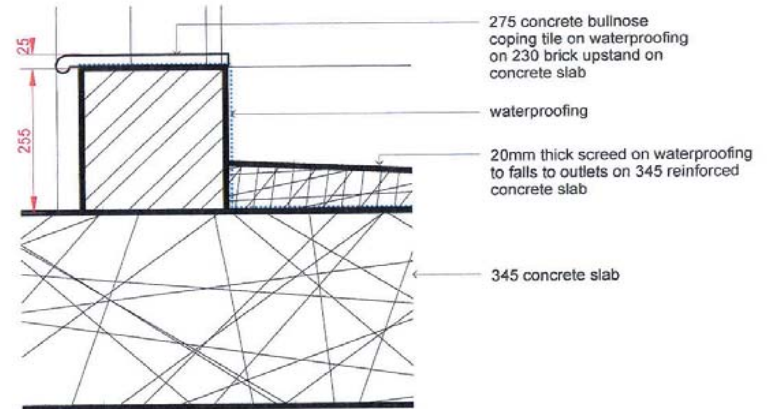 25
275 concrete bullnose
coping tile on waterproofing
on 230 brick upstand on
concrete slab
255
waterproofing
20mm thick screed on waterproofing
to falls to outlets on 345 reinforced
concrete slab
345 concrete slab